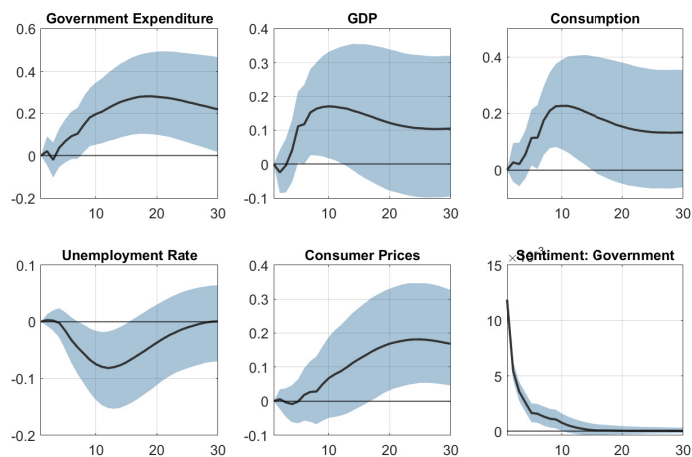 Government Expenditure
0.6
0.4
0.2
0
-0.2
10 20 30
GDP
0.4
0.3
0.2
0.1
0
-0.1
10 20 30
Consumption
0.4
0.2
0
10 20 30
Unemployment Rate
0.1
0
-0.1
-0.2
10 20 30
Consumer Prices
0.4
0.3
0.2
0.1
0
-0.1
10 20 30
Sentiment: Government
×10-3
15
10
5
0
10 20 30